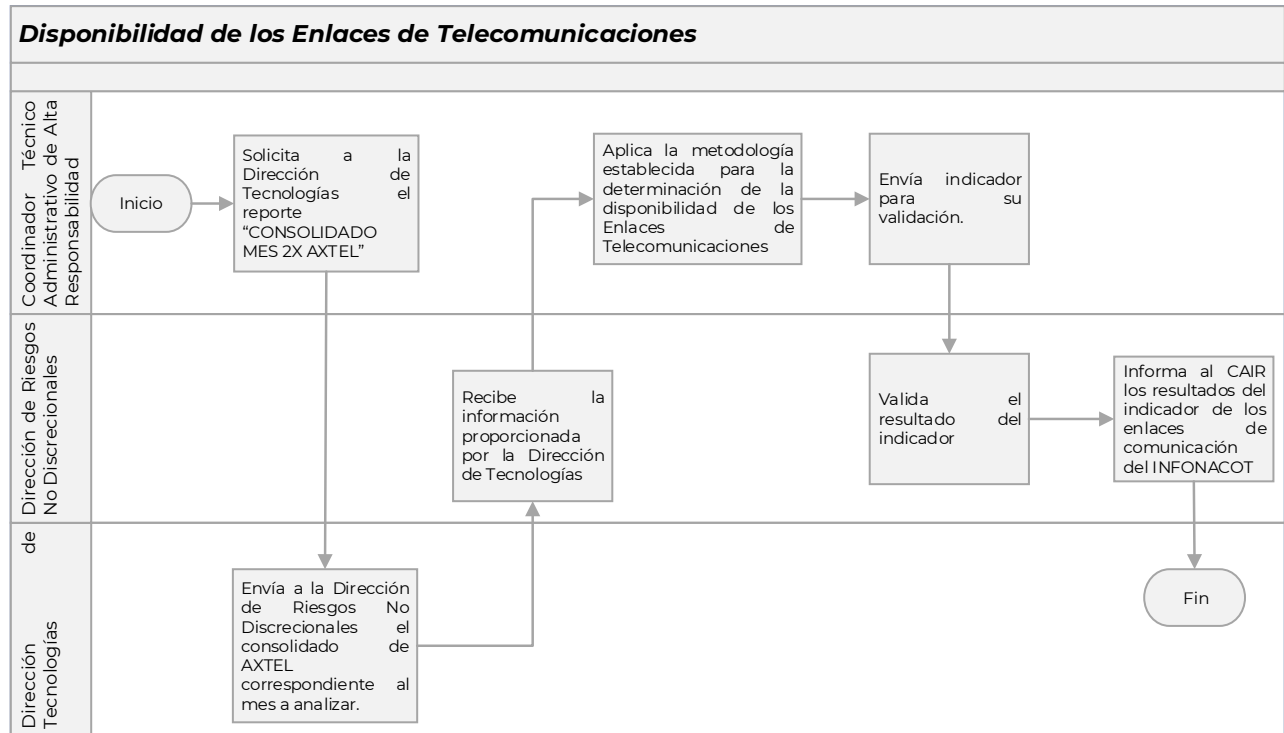 Disponibilidad de los Enlaces de Telecomunicaciones
Coordinador Técnico
Administrativo de Alta
Responsabilidad
Inicio
Solicita a la
Dirección de
Tecnologías el
reporte
“CONSOLIDADO
MES 2X AXTEL”
Aplica la metodología
establecida para la
determinación de la
disponibilidad de los
Enlaces de
Telecomunicaciones
Envía indicador
para su
validación.
Dirección de Riesgos
No Discrecionales
Recibe la
información
proporcionada
por la Dirección
de Tecnologías
Valida el
resultado del
indicador
Informa al CAIR
los resultados del
indicador de los
enlaces de
comunicación
del INFONACOT
Dirección de
Tecnologías
Envía a la Dirección
de Riesgos No
Discrecionales el
consolidado de
AXTEL
correspondiente al
mes a analizar.
Fin